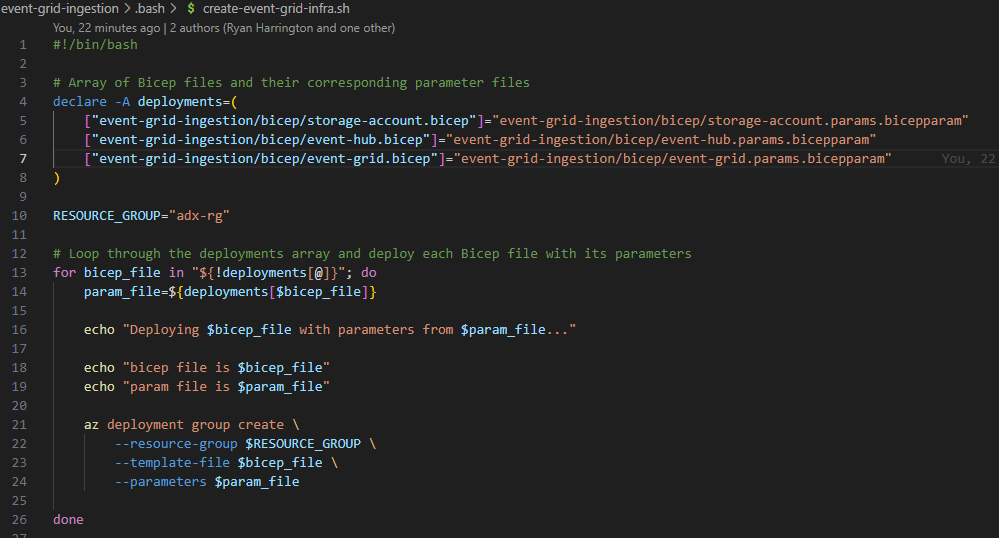 event-grid-ingestion > .bash > $ create-event-grid-infra.sh
You, 22 minutes ago | 2 authors (Ryan Harrington and one other)
1 #!/bin/bash
2
3 # Array of Bicep files and their corresponding parameter files
4 declare -A deployments=(
5     ["event-grid-ingestion/bicep/storage-account.bicep"]="event-grid-ingestion/bicep/storage-account.params.bicepparam"
6     ["event-grid-ingestion/bicep/event-hub.bicep"]="event-grid-ingestion/bicep/event-hub.params.bicepparam"
7     ["event-grid-ingestion/bicep/event-grid.bicep"]="event-grid-ingestion/bicep/event-grid.params.bicepparam" You, 22
8 )
9
10 RESOURCE_GROUP="adx-rg"
11
12 # Loop through the deployments array and deploy each Bicep file with its parameters
13 for bicep_file in "${!deployments[@]}"; do
14     param_file=${deployments[$bicep_file]}
15
16     echo "Deploying $bicep_file with parameters from $param_file..."
17
18     echo "bicep file is $bicep_file"
19     echo "param file is $param_file"
20
21     az deployment group create \
22         --resource-group $RESOURCE_GROUP \
23         --template-file $bicep_file \
24         --parameters $param_file
25
26 done
27